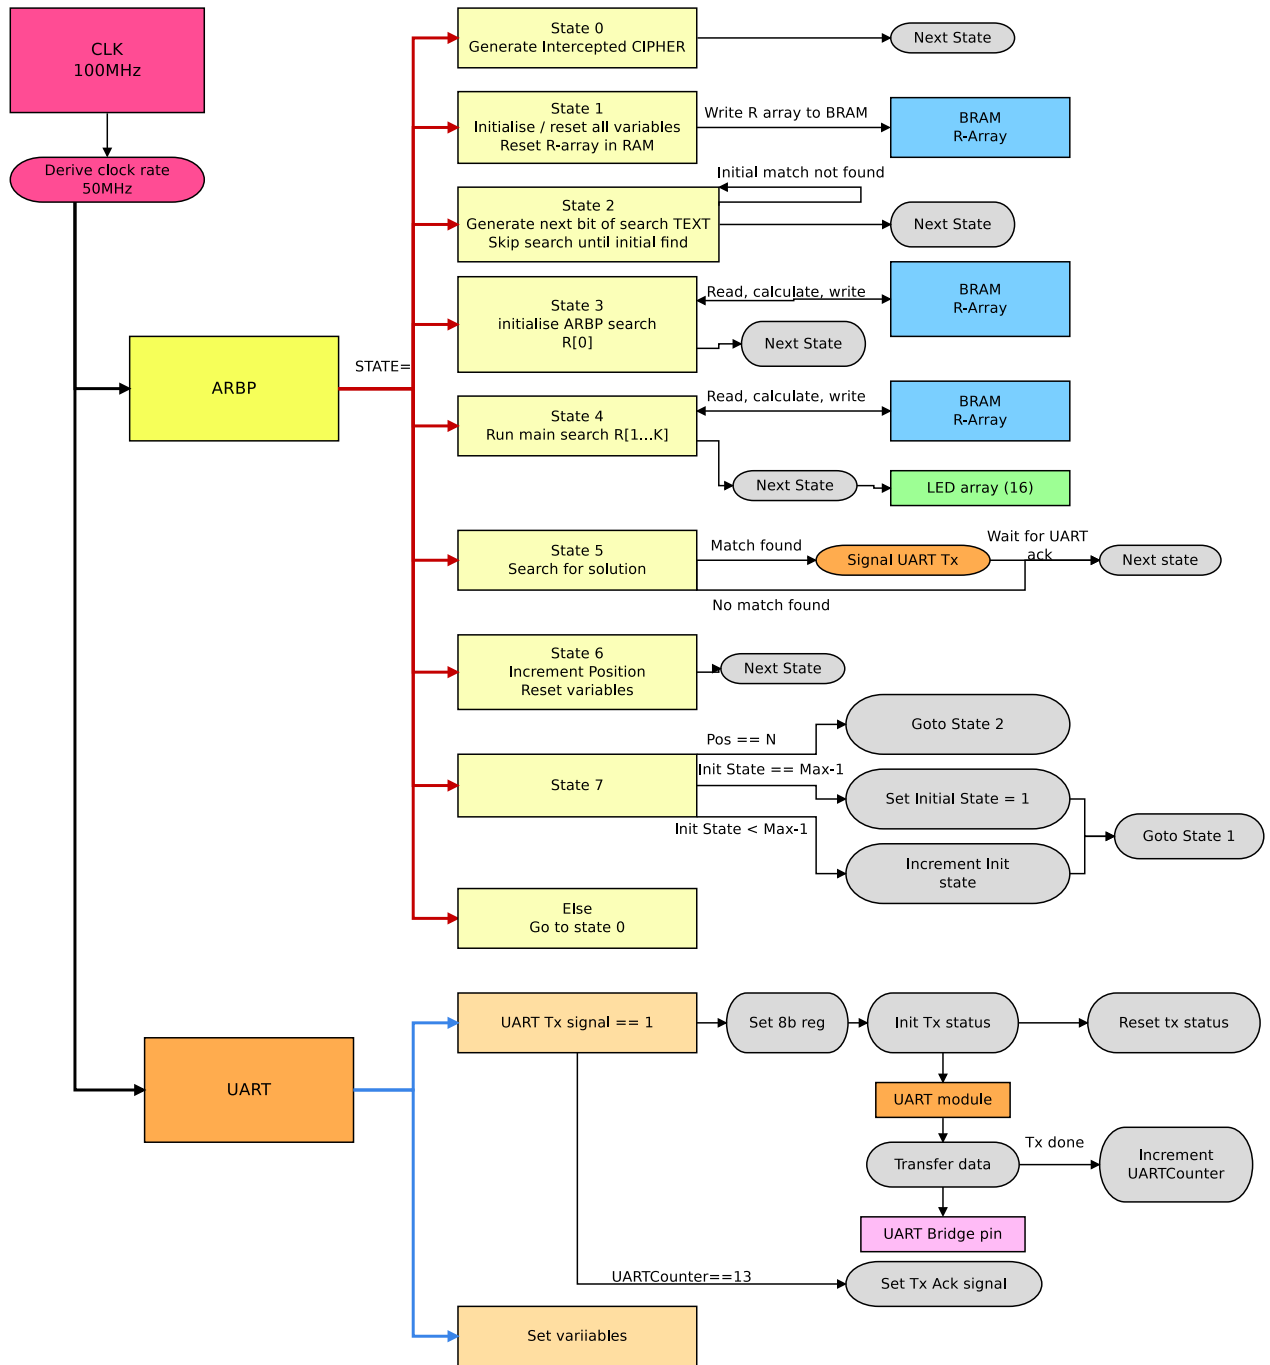 CLK
100MHz
Derive clock rate
50MHz
ARBP
STATE=
State 0
Generate Intercepted CIPHER
Next State
State 1
Initialise / reset all variables
Reset R-array in RAM
Write R array to BRAM
BRAM
R-Array
Initial match not found
State 2
Generate next bit of search TEXT
Skip search until initial find
Next State
State 3
initialise ARBP search
R[0]
Read, calculate, write
BRAM
R-Array
Next State
State 4
Run main search R[1...K]
Read, calculate, write
BRAM
R-Array
Next State
LED array (16)
State 5
Search for solution
Match found
Signal UART Tx
Wait for UART
ack
Next state
No match found
State 6
Increment Position
Reset variables
Next State
State 7
Pos == N
Goto State 2
Init State == Max-1
Set Initial State = 1
Init State < Max-1
Increment Init
state
Goto State 1
Else
Go to state 0
UART
UART Tx signal == 1
Set 8b reg
Init Tx status
Reset tx status
UART module
Transfer data
Tx done
Increment
UARTCounter
UART Bridge pin
UARTCounter==13
Set Tx Ack signal
Set variiables